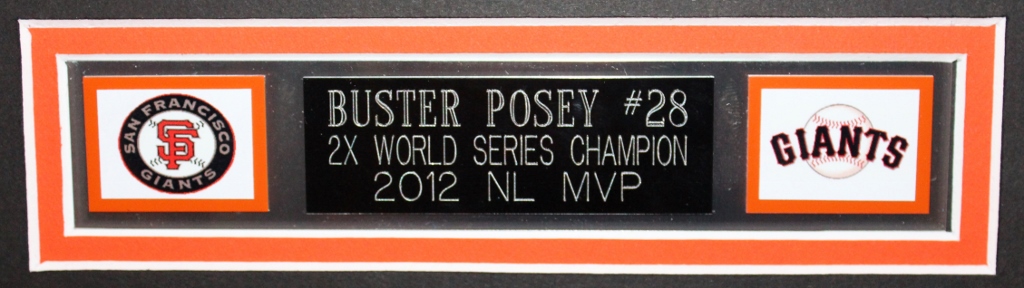 SAN FRANCISCO
SF
GIANTS
BUSTER POSEY #28
2X WORLD SERIES CHAMPION
2012 NL MVP
GIANTS